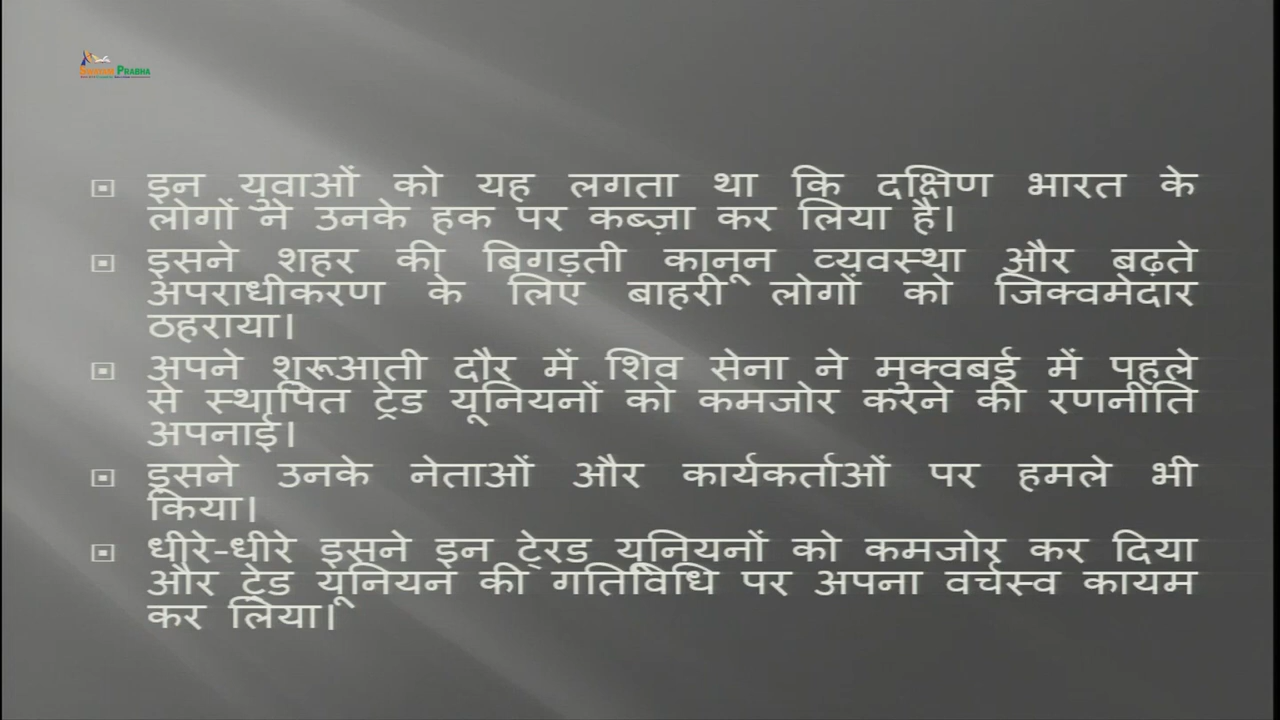 PRABHA
इन युवाओं को यह लगता था कि दक्षिण भारत के
लोगों ने उनके हक पर कब्ज़ा कर लिया है।
इसने शहर की बिगड़ती कानून व्यवस्था और बढ़ते
अपराधीकरण के लिए बाहरी लोगों को जिक्वमेदार
ठहराया।
अपने शुरूआती दौर में शिव सेना ने मुक्वबई में पहले
से स्थापित ट्रेड यूनियनों को कमजोर करने की रणनीति
अपनाई।
इसने उनके नेताओं और कार्यकर्ताओं पर हमले भी
किया।
धीरे-धीरे इसने इन टे्रड यूनियनों को कमजोर कर दिया
और ट्रेड यूनियन की गतिविधि पर अपना वर्चस्व कायम
कर लिया।